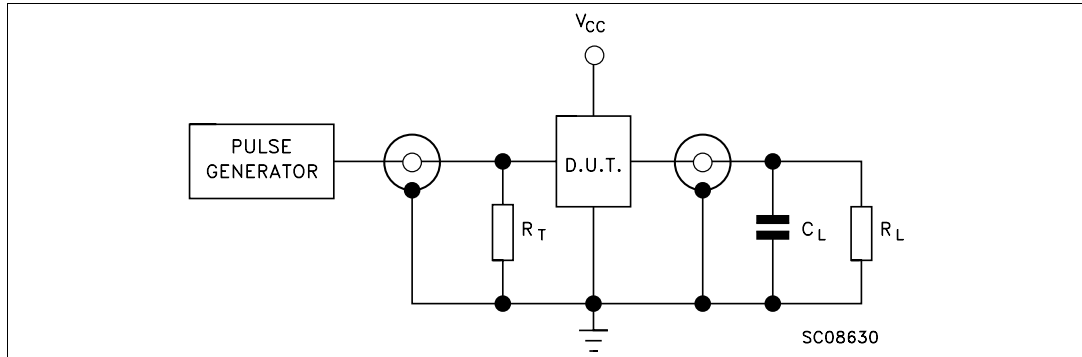 VCC
PULSE
GENERATOR
D.U.T.
RT
CL
RL
SC08630